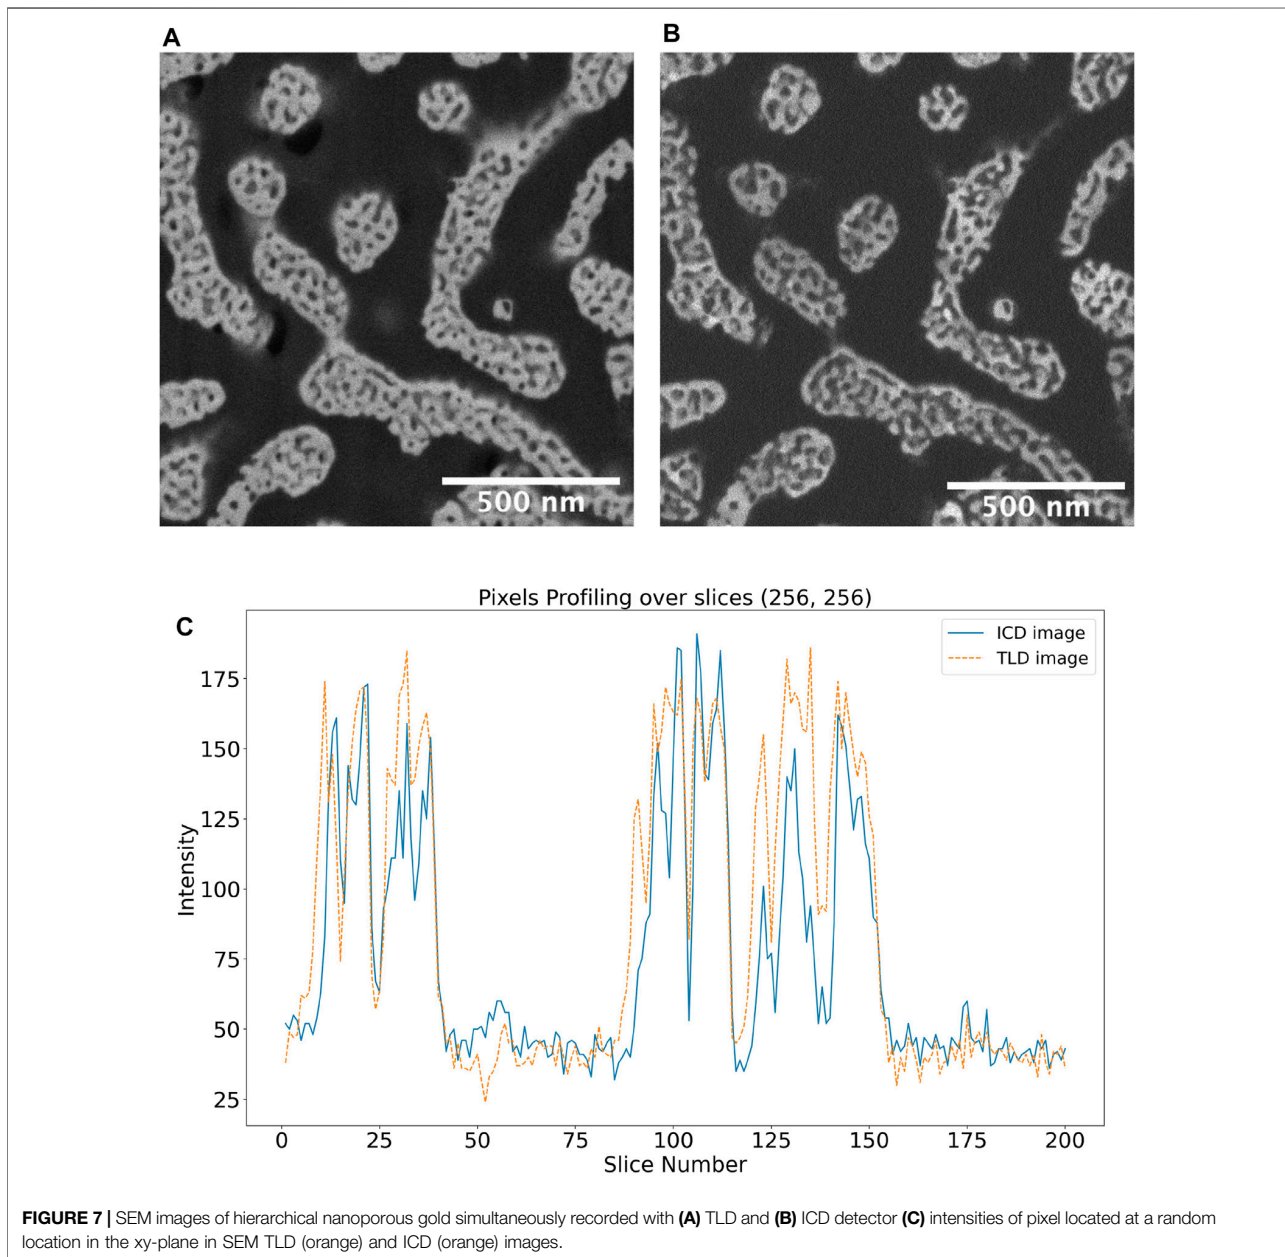 A
B
500 nm
500 nm
Pixels Profiling over slices (256, 256)
C
ICD image
TLD image
175
150
125
100
75
50
25
Intensity
0 25 50 75 100 125 150 175 200
Slice Number
FIGURE 7 | SEM images of hierarchical nanoporous gold simultaneously recorded with (A) TLD and (B) ICD detector (C) intensities of pixel located at a random
location in the xy-plane in SEM TLD (orange) and ICD (orange) images.